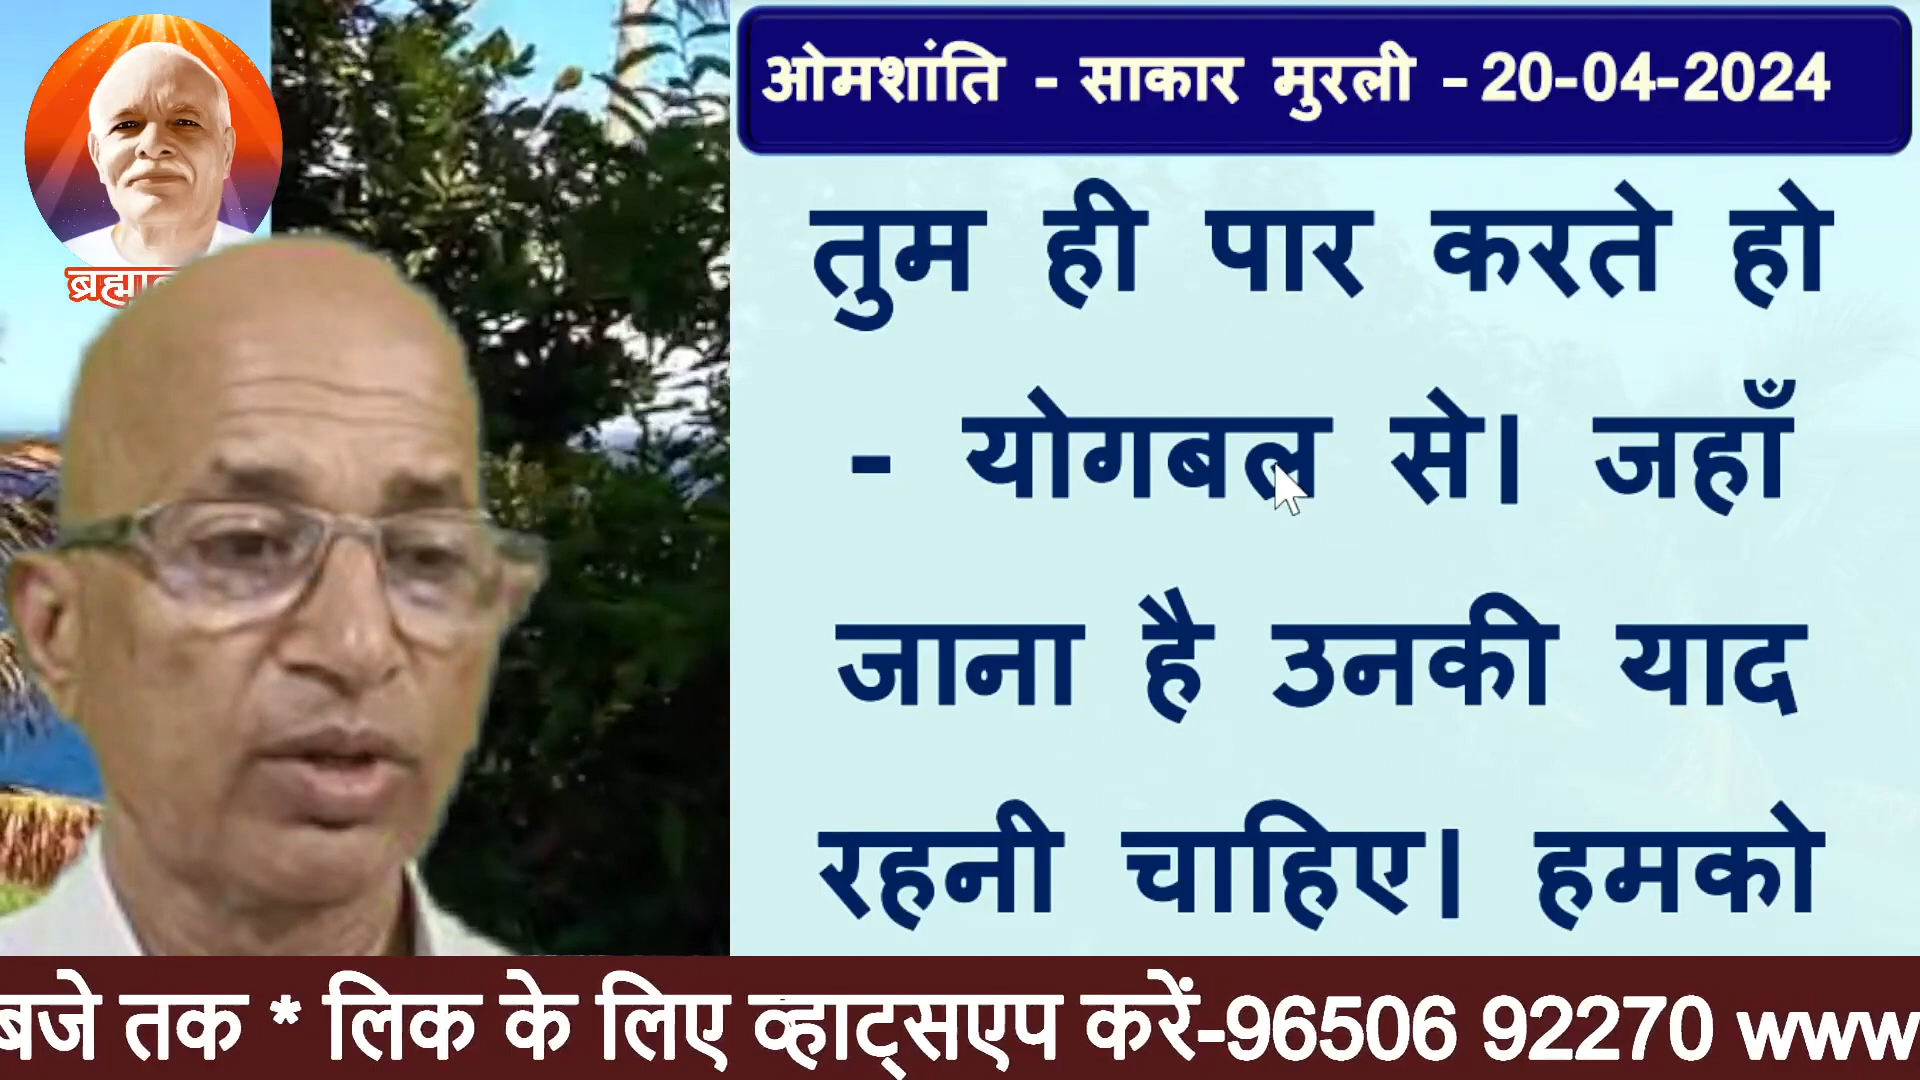 ओमशांति - साकार मुरली - 20-04-2024
तुम ही पार करते हो
- योगबल से। जहाँ
जाना है उनकी याद
रहनी चाहिए। हमको
बजे तक * लिक के लिए व्हाट्सएप करें-96506 92270 www